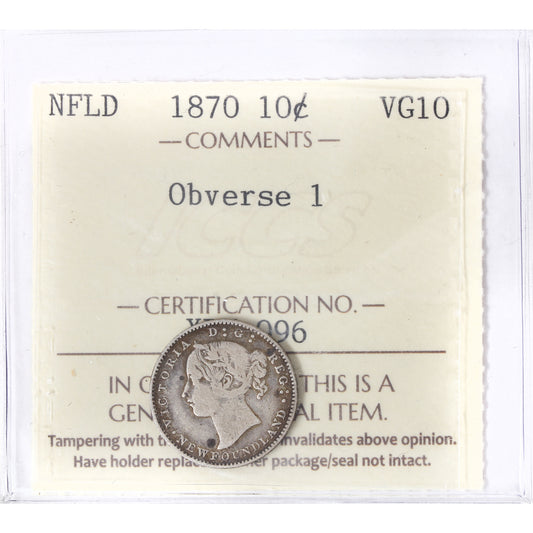 NFLD 1870 10¢ VG10
— COMMENTS —
Obverse 1
ICCS
— CERTIFICATION NO. —
096
IN THIS IS A
GEN AL ITEM.
Tampering with invalidates above opinion.
Have holder package/seal not intact.
VICTORIA D:G: REG:
NEWFOUNDLAND